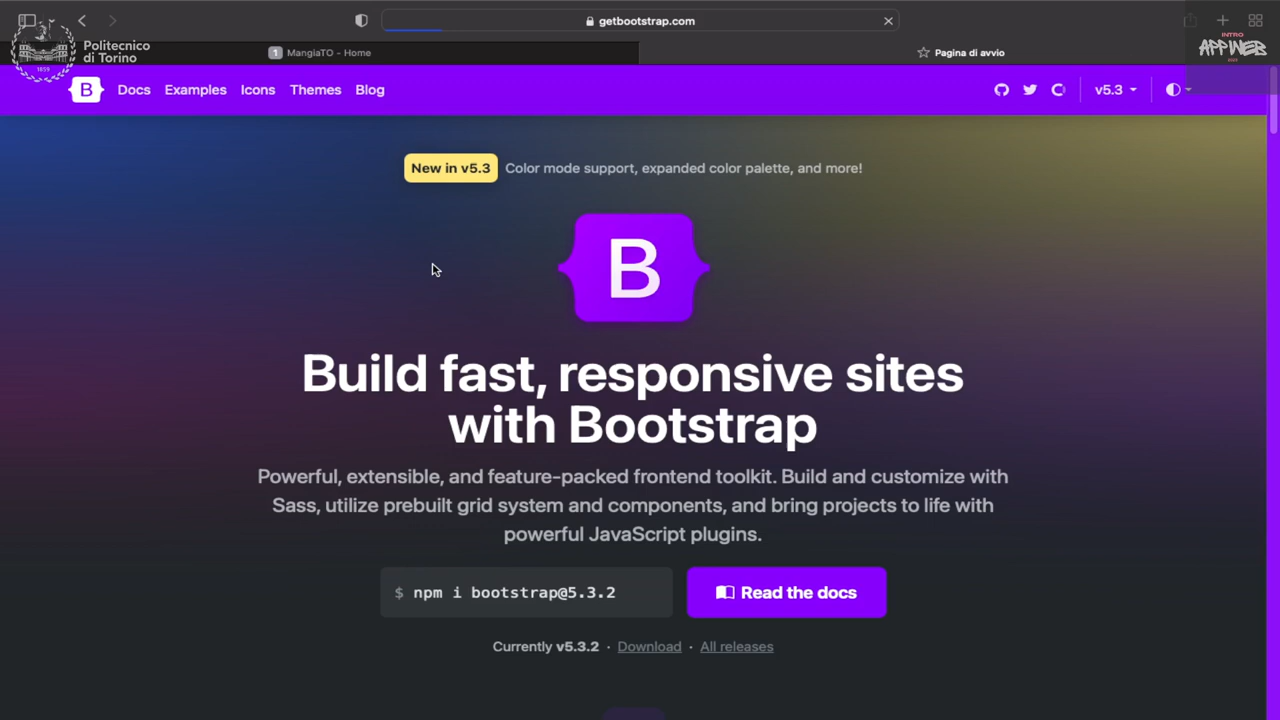 getbootstrap.com
Politecnico
di Torino
1859
1 MangiaTO - Home
Pagina di avvio
INTRO
APPWEB
B
Docs
Examples
Icons
Themes
Blog
v5.3
New in v5.3
Color mode support, expanded color palette, and more!
B
Build fast, responsive sites
with Bootstrap
Powerful, extensible, and feature-packed frontend toolkit. Build and customize with
Sass, utilize prebuilt grid system and components, and bring projects to life with
powerful JavaScript plugins.
$ npm i bootstrap@5.3.2
Read the docs
Currently v5.3.2 · Download · All releases